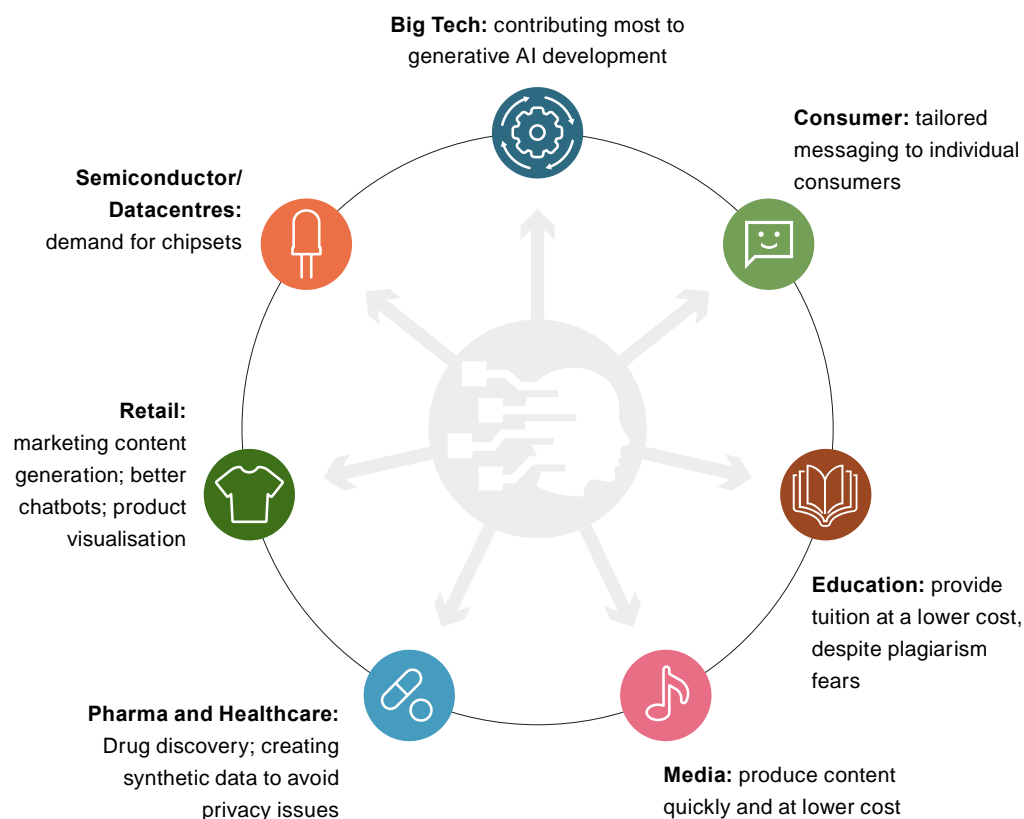 Big Tech: contributing most to
generative AI development
Consumer: tailored
messaging to individual
consumers
Semiconductor/
Datacentres:
demand for chipsets
Retail:
marketing content
generation; better
chatbots; product
visualisation
Education: provide
tuition at a lower cost,
despite plagiarism
fears
Pharma and Healthcare:
Drug discovery; creating
synthetic data to avoid
privacy issues
Media: produce content
quickly and at lower cost